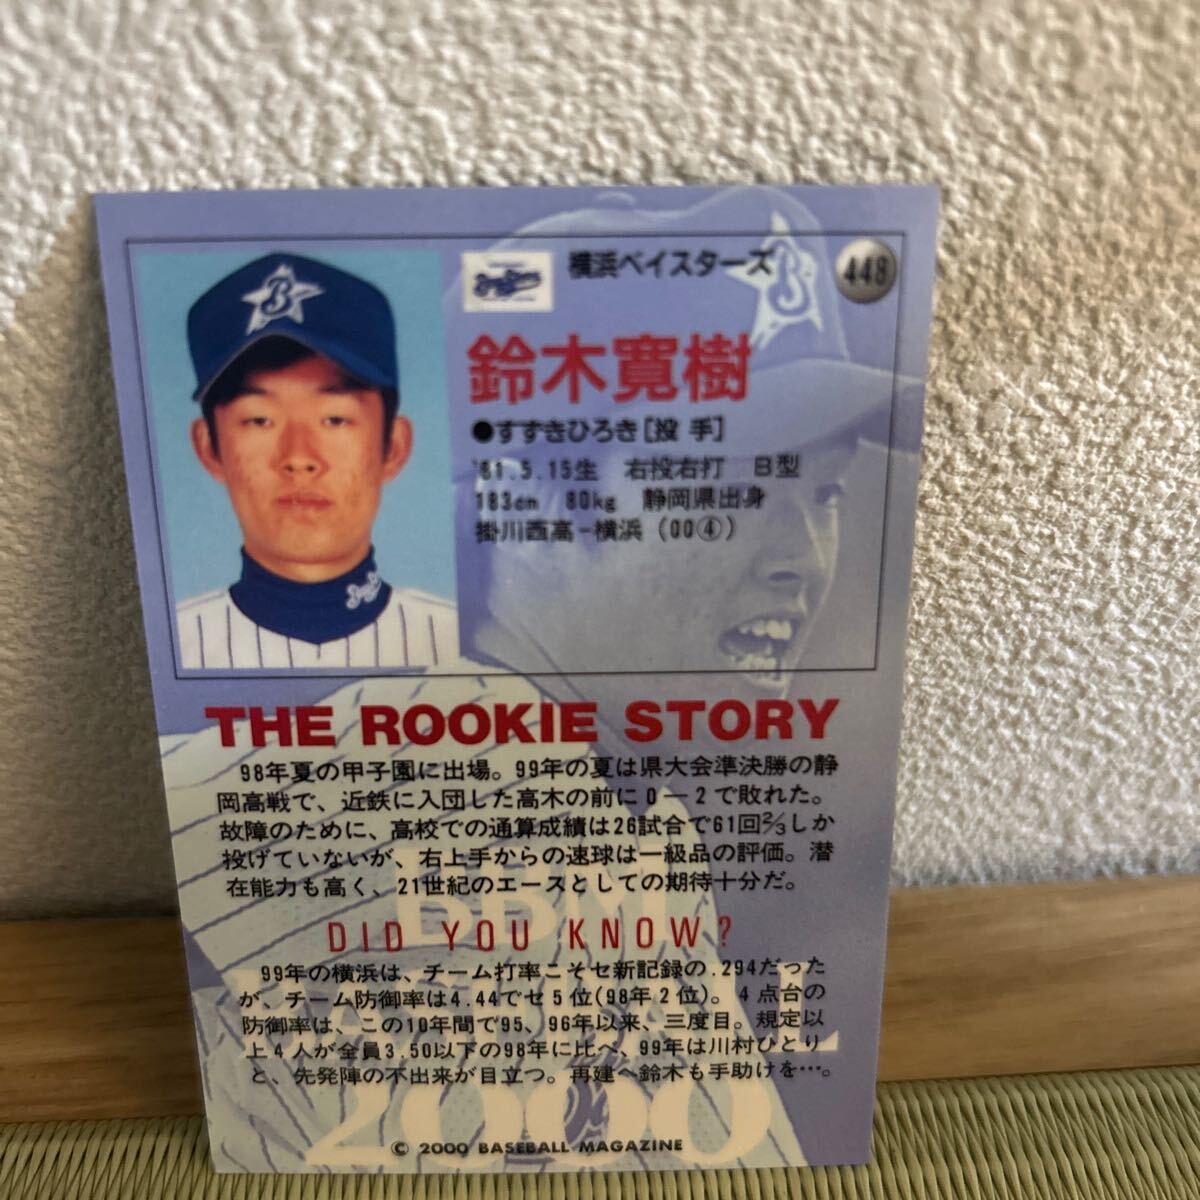 横浜ベイスターズ
448
鈴木寛樹
●すずきひろき[投 手]
'81.5.15生 右投右打 B型
183cm 80kg 静岡県出身
掛川西高-横浜 (00④)
THE ROOKIE STORY
98年夏の甲子園に出場。99年の夏は県大会準決勝の静
岡高戦で、近鉄に入団した高木の前に0—2で敗れた。
故障のために、高校での通算成績は26試合で61回⅔しか
投げていないが、右上手からの速球は一級品の評価。潜
在能力も高く、21世紀のエースとしての期待十分だ。
DID YOU KNOW?
99年の横浜は、チーム打率こそセ新記録の.294だった
が、チーム防御率は4.44でセ5位(98年2位)。4点台の
防御率は、この10年間で95、96年以来、三度目。規定以
上4人が全員3.50以下の98年に比べ、99年は川村ひとり
と、先発陣の不出来が目立つ。再建へ鈴木も手助けを…。
BBM
BASEBALL
2000
© 2000 BASEBALL MAGAZINE